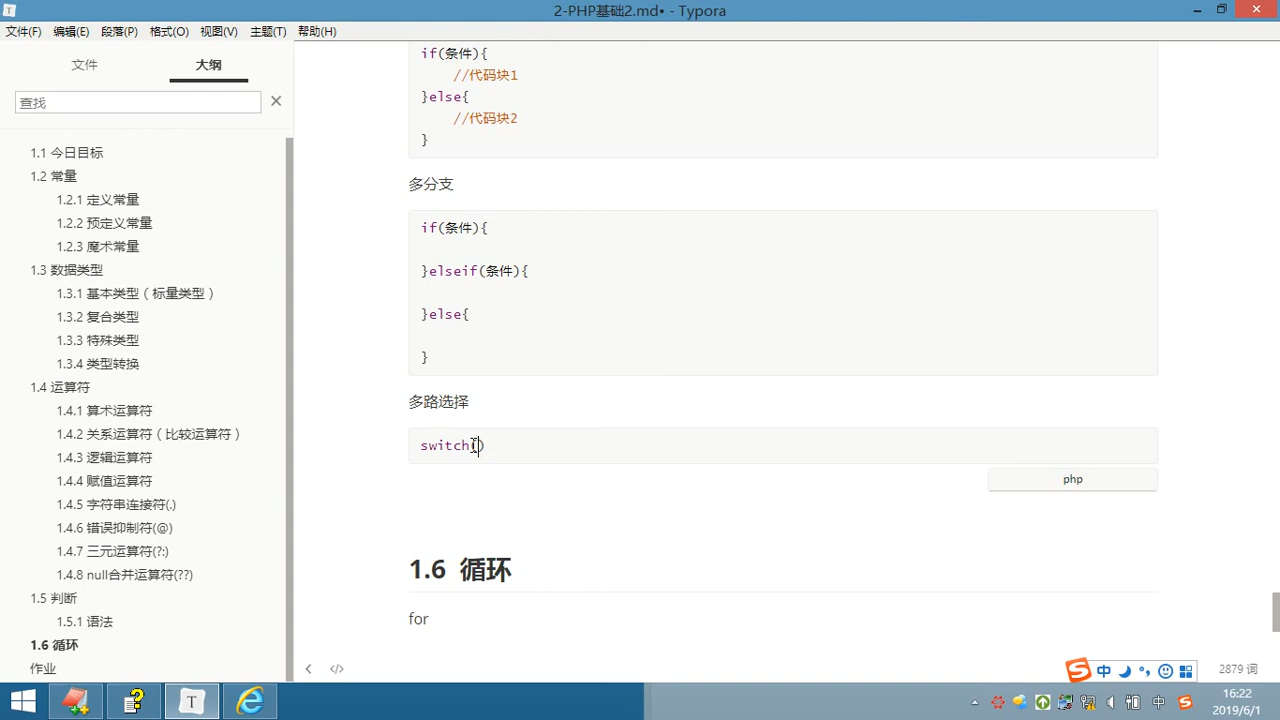 2-PHP基础2.md• - Typora
文件(F) 编辑(E) 段落(P) 格式(O) 视图(V) 主题(T) 帮助(H)
文件 大纲
查找
1.1 今日目标
1.2 常量
1.2.1 定义常量
1.2.2 预定义常量
1.2.3 魔术常量
1.3 数据类型
1.3.1 基本类型（标量类型）
1.3.2 复合类型
1.3.3 特殊类型
1.3.4 类型转换
1.4 运算符
1.4.1 算术运算符
1.4.2 关系运算符（比较运算符）
1.4.3 逻辑运算符
1.4.4 赋值运算符
1.4.5 字符串连接符(.)
1.4.6 错误抑制符(@)
1.4.7 三元运算符(?:)
1.4.8 null合并运算符(??)
1.5 判断
1.5.1 语法
1.6 循环
作业
if(条件){
//代码块1
}else{
//代码块2
}
多分支
if(条件){
}elseif(条件){
}else{
}
多路选择
switch()
php
1.6 循环
for
2879 词
中
中
16:22
2019/6/1